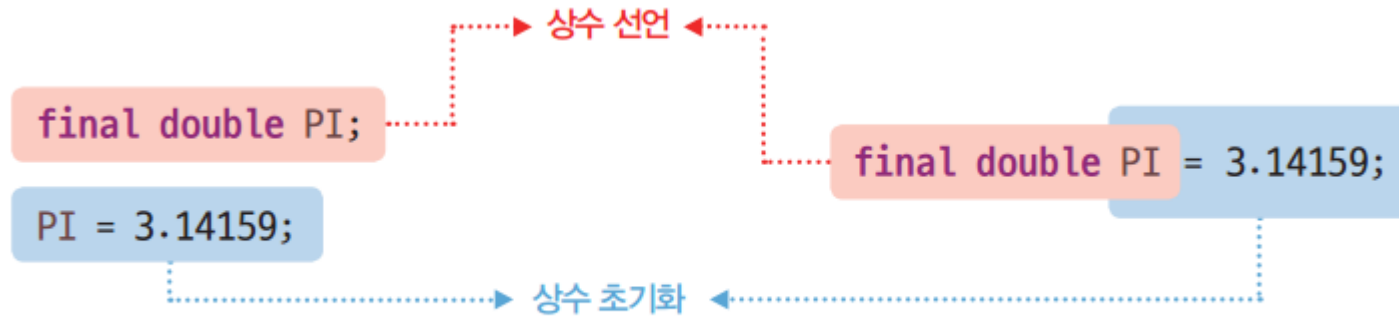 상수 선언
final double PI;
PI = 3.14159;
final double PI = 3.14159;
상수 초기화